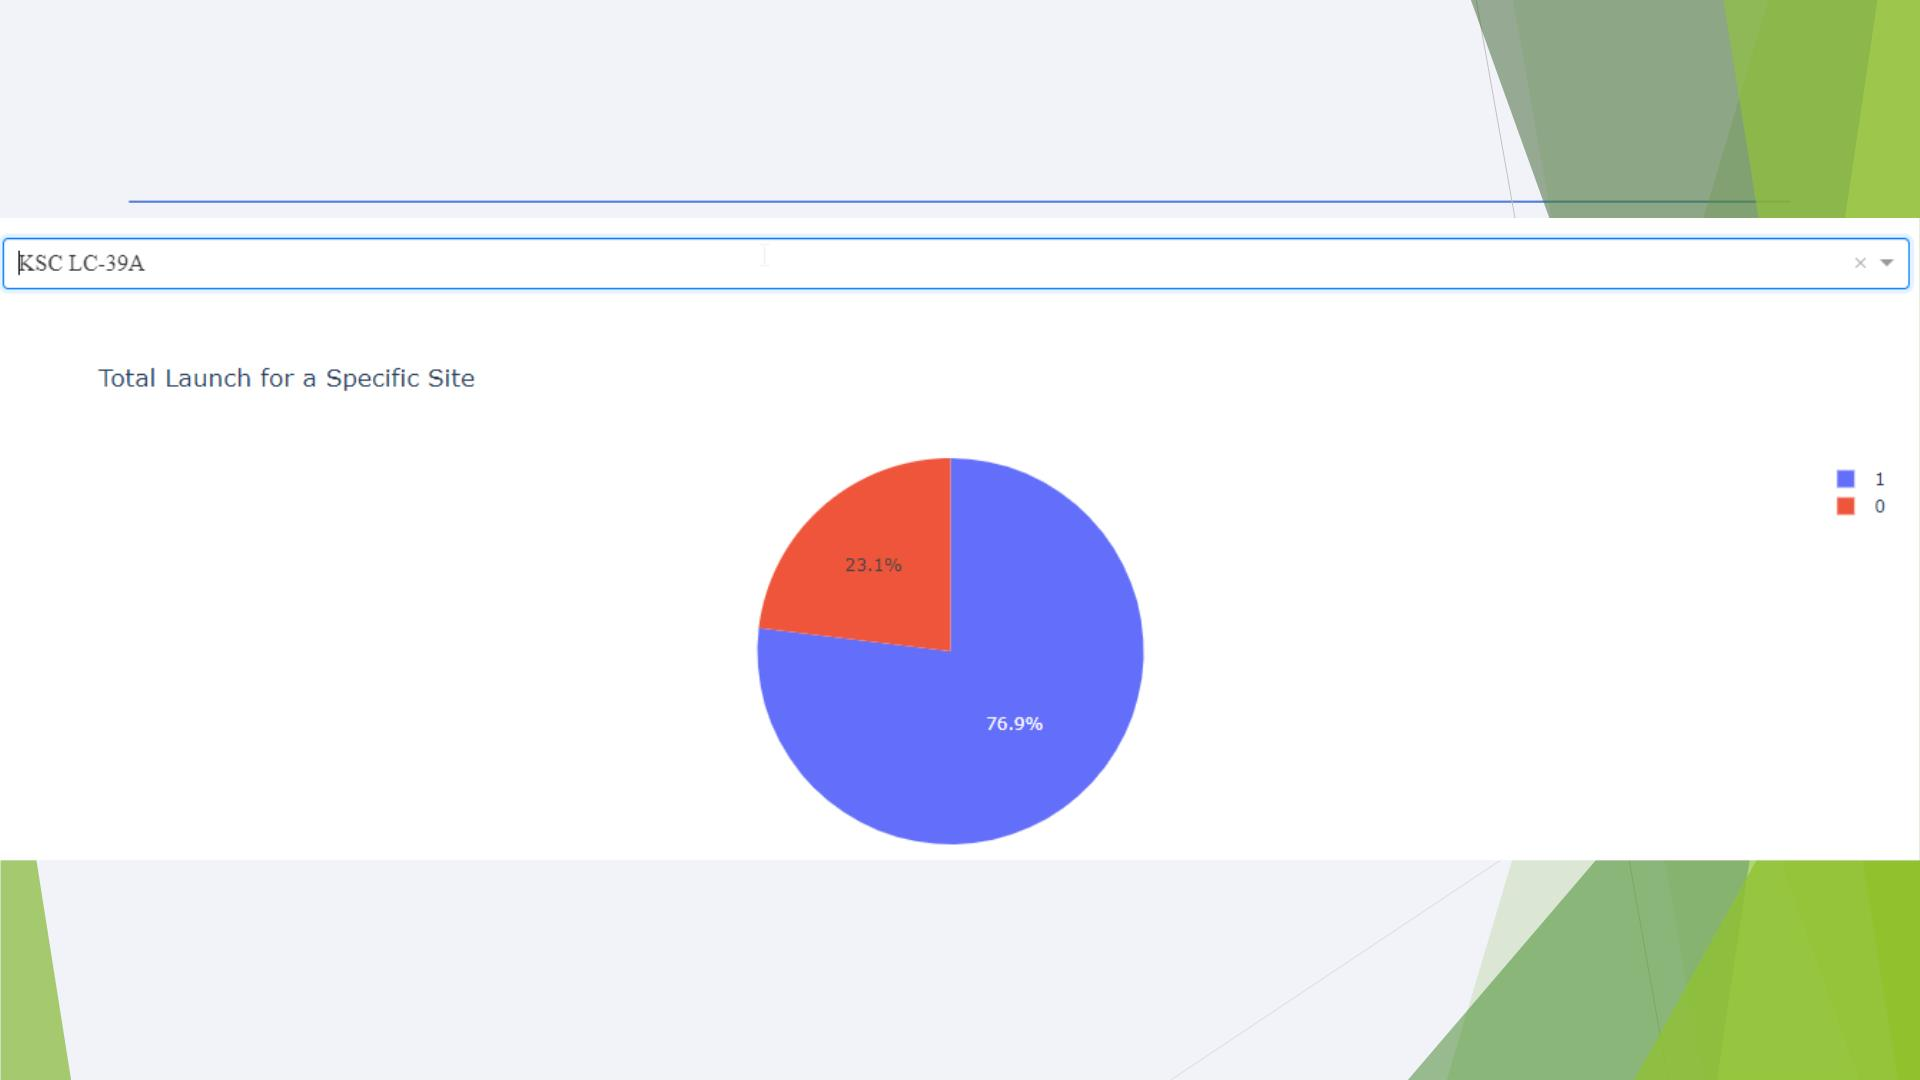 KSC LC-39A
Total Launch for a Specific Site
1
0
23.1%
76.9%